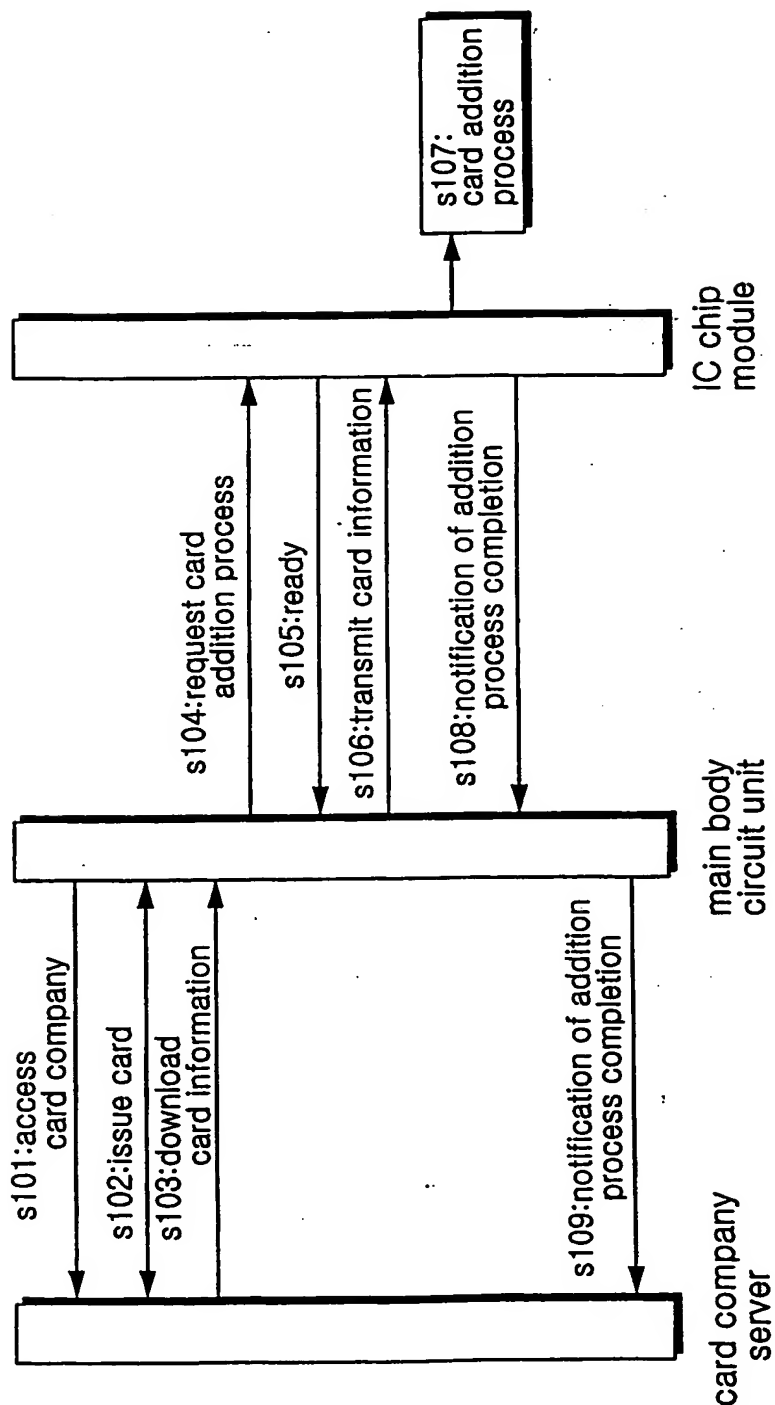 s101:access
card company
s102:issue card
s103:download
card information
s104:request card
addition process
s105:ready
s106:transmit card information
s107:
card addition
process
s108:notification of addition
process completion
s109:notification of addition
process completion
card company
server
main body
circuit unit
IC chip
module